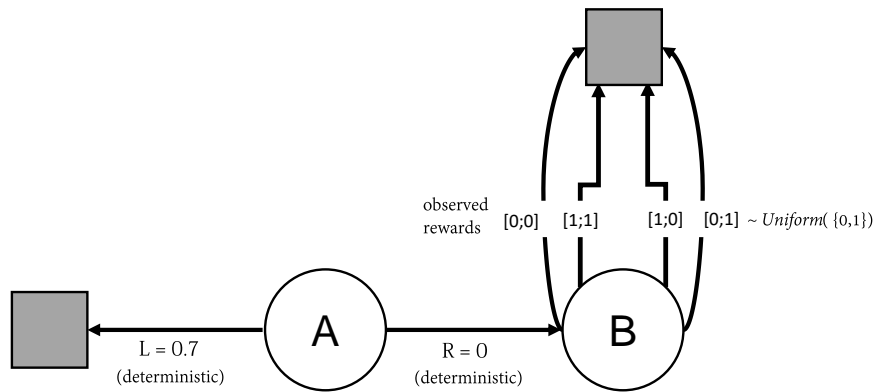 observed
rewards
[0;0] [1;1] [1;0] [0;1] ~ Uniform( {0,1})
A
B
L = 0.7
(deterministic)
R = 0
(deterministic)